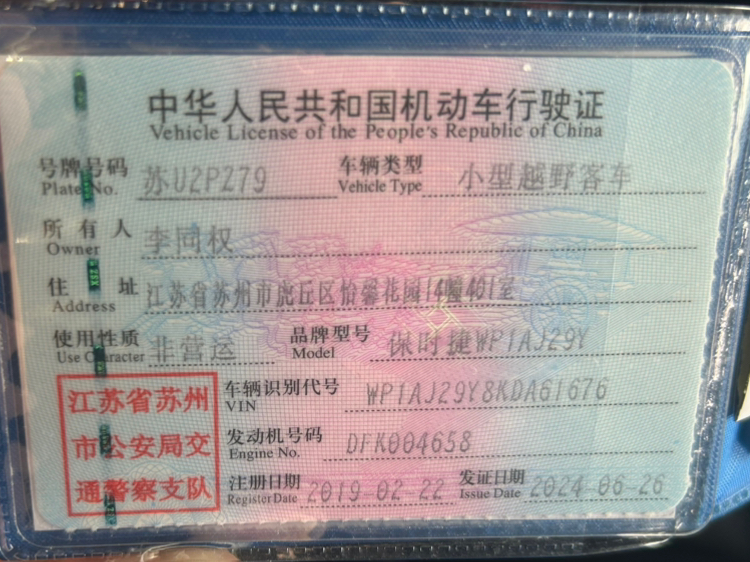 中华人民共和国机动车行驶证
Vehicle License of the People's Republic of China
号牌号码 苏U2PZ79 车辆类型 小型越野客车
Plate No. Vehicle Type
所有人 李同权
Owner
住址 江苏省苏州市虎丘区怡馨花园14幢401室
Address
使用性质 非营运 品牌型号 保时捷WP1AJ29Y
Use Character Model
江苏省苏州
市公安局交
通警察支队
车辆识别代号 WP1AJ29Y8KDA61676
VIN
发动机号码 DFK004658
Engine No.
注册日期 2019-02-22 发证日期 2024-06-26
Register Date Issue Date